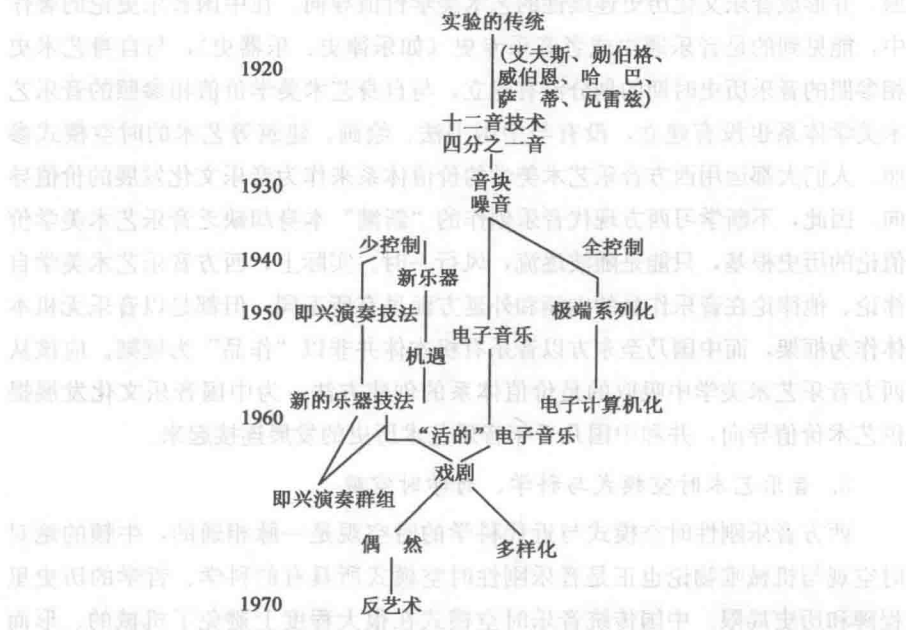 实验的传统
1920
(艾夫斯、勋伯格、
威伯恩、哈 巴、
萨 蒂、瓦雷兹)
十二音技术
四分之一音
1930
音块
噪音
少控制
全控制
1940
新乐器
1950
即兴演奏技法
极端系列化
电子音乐
机遇
新的乐器技法
电子计算机化
1960
“活的”电子音乐
戏剧
即兴演奏群组
偶 然
多样化
1970
反艺术